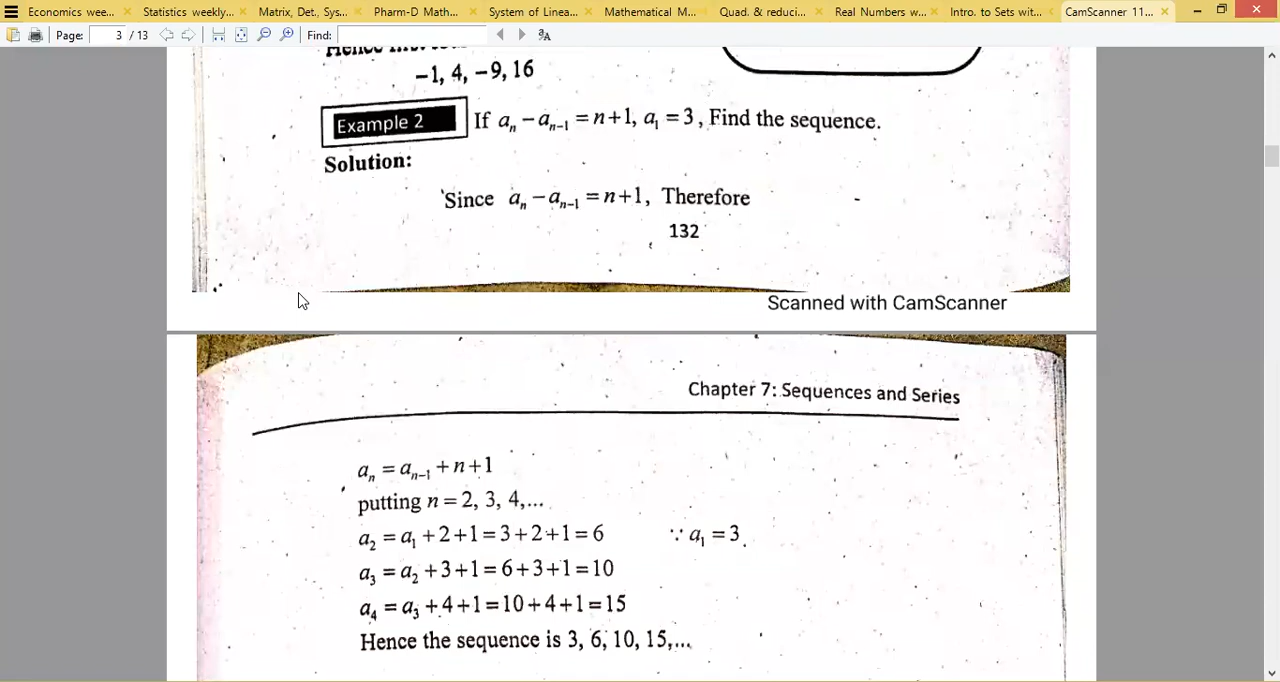 Economics wee...
Statistics weekly...
Matrix, Det., Sys...
Pharm-D Math...
System of Linea...
Mathematical M...
Quad. & reduci...
Real Numbers w...
Intro. to Sets wit...
CamScanner 11...
Page: 3 / 13 Find:
−1, 4, −9, 16
Example 2 If aₙ − aₙ₋₁ = n+1, a₁ = 3, Find the sequence.
Solution:
Since aₙ − aₙ₋₁ = n+1, Therefore
132
Scanned with CamScanner
Chapter 7: Sequences and Series
aₙ = aₙ₋₁ + n+1
putting n = 2, 3, 4,...
a₂ = a₁ + 2+1 = 3+2+1 = 6 ∵ a₁ = 3
a₃ = a₂ + 3+1 = 6+3+1 = 10
a₄ = a₃ + 4+1 = 10+4+1 = 15
Hence the sequence is 3, 6, 10, 15,...